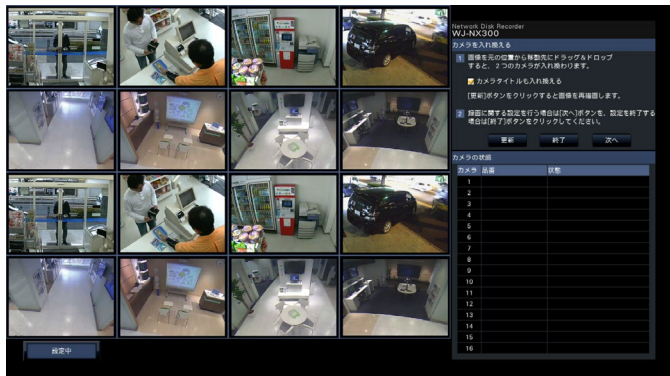 Network Disk Recorder
WJ-NX300
カメラを入れ換える
1 画像を元の位置から移動先にドラッグ&ドロップ
すると、2つのカメラが入れ換わります。
カメラタイトルも入れ換える
[更新]ボタンをクリックすると画像を再描画します。
2 録画に関する設定を行う場合は[次へ]ボタンを、設定を終了する
場合は[終了]ボタンをクリックしてください。
更新 終了 次へ
カメラの状態
カメラ 品番 状態
1
2
3
4
5
6
7
8
9
10
11
12
13
14
15
16
設定中